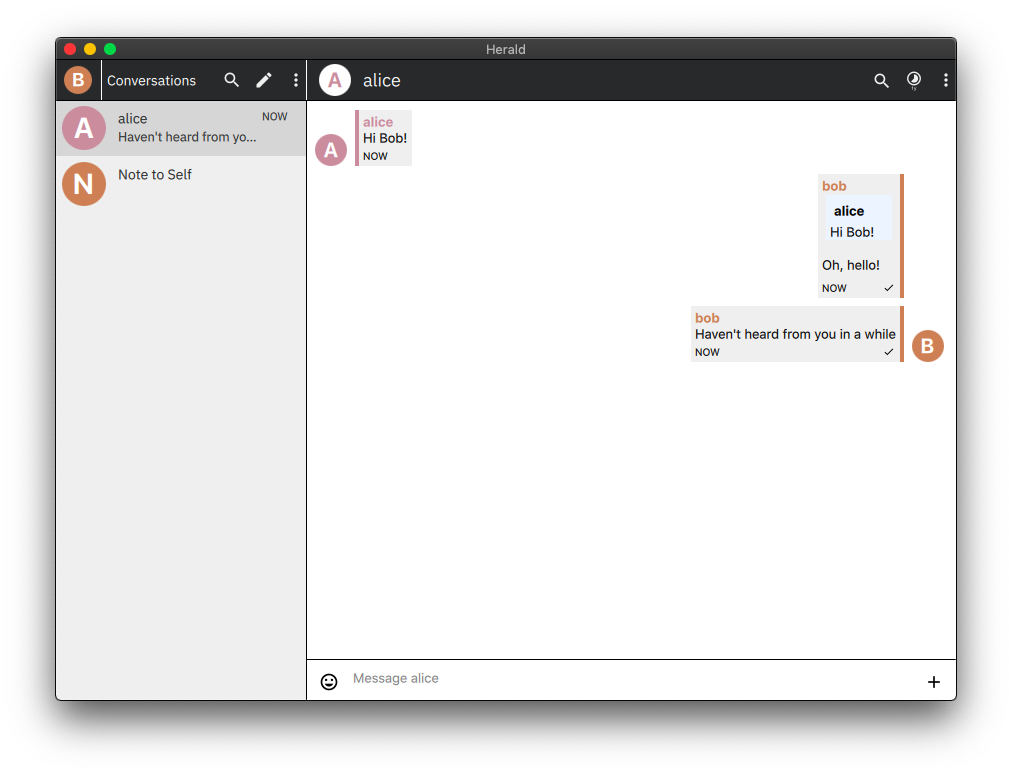 Herald
B
Conversations
A
alice
NOW
Haven't heard from yo...
N
Note to Self
A
alice
1y
A
alice
Hi Bob!
NOW
bob
alice
Hi Bob!
Oh, hello!
NOW
bob
Haven't heard from you in a while
NOW
B
Message alice